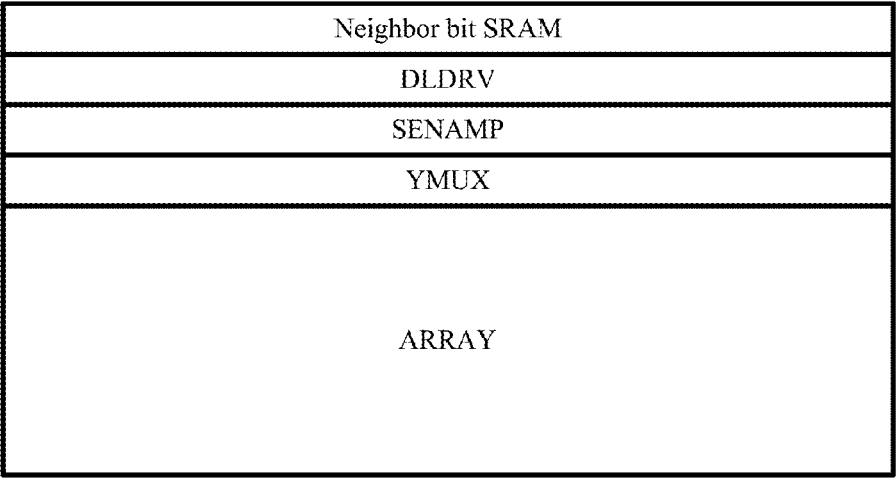 Neighbor bit SRAM
DLDRV
SENAMP
YMUX
ARRAY